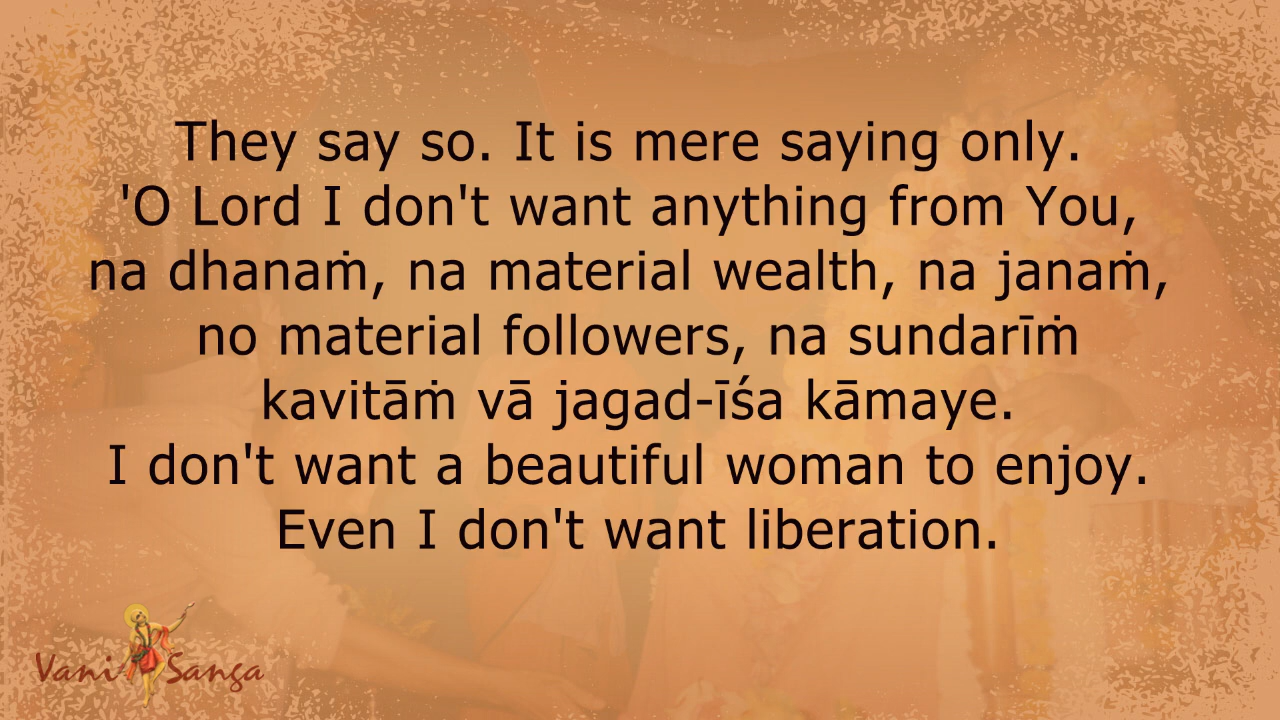 They say so. It is mere saying only.
'O Lord I don't want anything from You,
na dhanaṁ, na material wealth, na janaṁ,
no material followers, na sundarīṁ
kavitāṁ vā jagad-īśa kāmaye.
I don't want a beautiful woman to enjoy.
Even I don't want liberation.
Vani Sanga